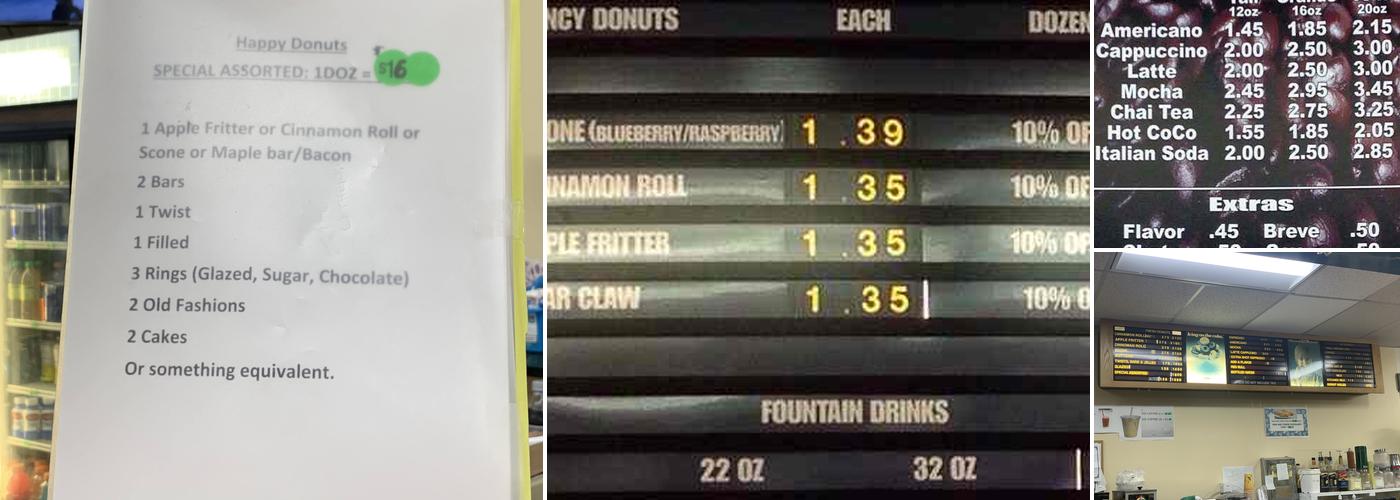 Happy Donuts
SPECIAL ASSORTED: 1DOZ = $16
1 Apple Fritter or Cinnamon Roll or
Scone or Maple bar/Bacon
2 Bars
1 Twist
1 Filled
3 Rings (Glazed, Sugar, Chocolate)
2 Old Fashions
2 Cakes
Or something equivalent.
NCY DONUTS EACH DOZEN
ONE (BLUEBERRY/RASPBERRY) 1.39 10% OF
NNAMON ROLL 1.35 10% OF
PLE FRITTER 1.35 10% OF
AR CLAW 1.35 10% O
FOUNTAIN DRINKS
22 OZ 32 OZ
12oz 16oz 20oz
Americano 1.45 1.85 2.15
Cappuccino 2.00 2.50 3.00
Latte 2.00 2.50 3.00
Mocha 2.45 2.95 3.45
Chai Tea 2.25 2.75 3.25
Hot CoCo 1.55 1.85 2.05
Italian Soda 2.00 2.50 2.85
Extras
Flavor .45 Breve .50